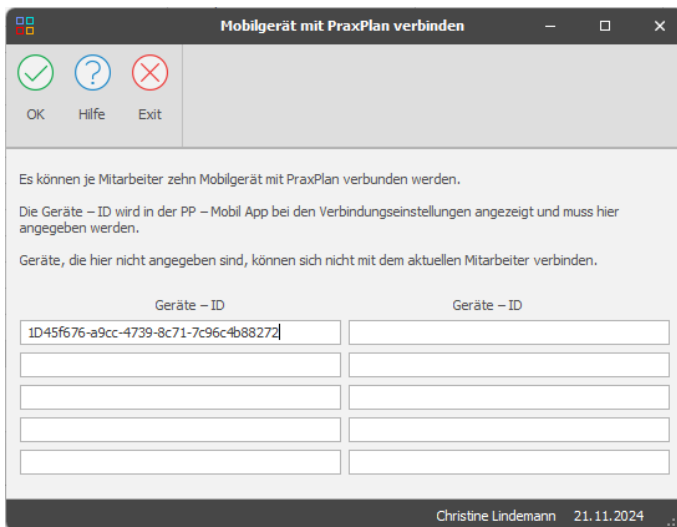 Mobilgerät mit PraxPlan verbinden
OK Hilfe Exit
Es können je Mitarbeiter zehn Mobilgerät mit PraxPlan verbunden werden.
Die Geräte – ID wird in der PP – Mobil App bei den Verbindungseinstellungen angezeigt und muss hier
angegeben werden.
Geräte, die hier nicht angegeben sind, können sich nicht mit dem aktuellen Mitarbeiter verbinden.
Geräte – ID Geräte – ID
1D45f676-a9cc-4739-8c71-7c96c4b88272
Christine Lindemann 21.11.2024